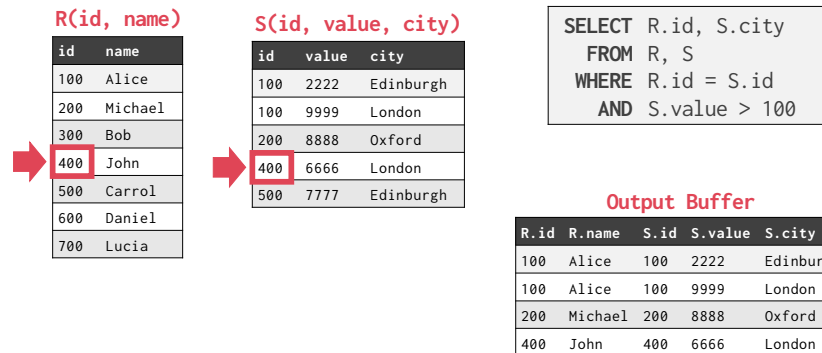 R(id, name)
id name
100 Alice
200 Michael
300 Bob
400 John
500 Carrol
600 Daniel
700 Lucia
S(id, value, city)
id value city
100 2222 Edinburgh
100 9999 London
200 8888 Oxford
400 6666 London
500 7777 Edinburgh
SELECT R.id, S.city
FROM R, S
WHERE R.id = S.id
AND S.value > 100
Output Buffer
R.id R.name S.id S.value S.city
100 Alice 100 2222 Edinbur
100 Alice 100 9999 London
200 Michael 200 8888 Oxford
400 John 400 6666 London